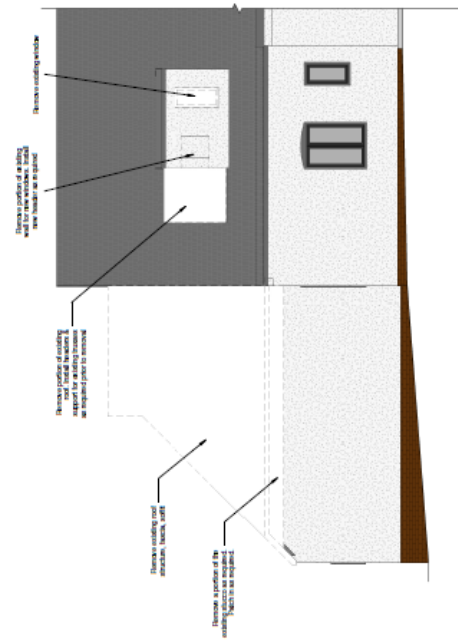 Remove existing window
Remove portion of existing
wall for new windows. Install
new header as required
Remove portion of existing
roof. Install headers &
support for existing trusses
as required prior to removal
Remove existing roof
structure, fascia, soffit
Remove a portion of the
existing stucco as required.
Patch in as required.